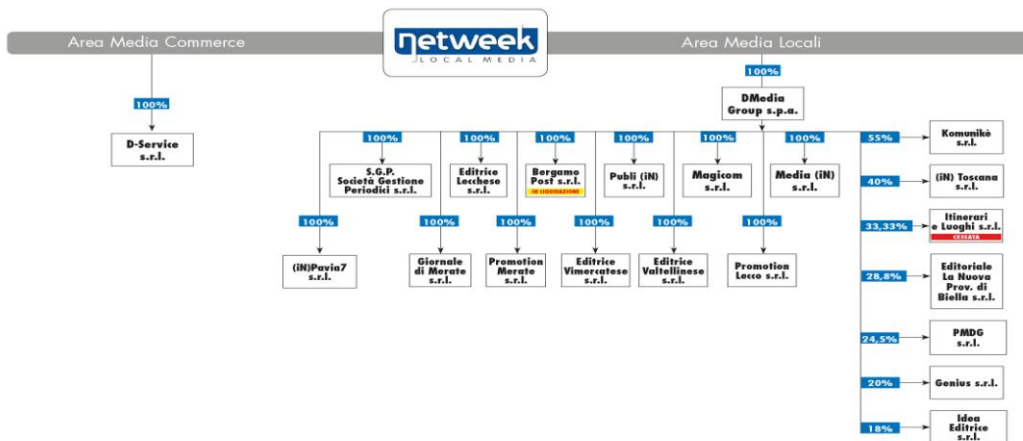 Area Media Commerce
netweek
LOCAL MEDIA
Area Media Locali
100%
100%
DMedia
Group s.p.a.
D-Service
s.r.l.
100%
100%
100%
100%
100%
100%
S.G.P.
Società Gestione
Periodici s.r.l.
Editrice
Lecchese
s.r.l.
Bergamo
Post s.r.l.
IN LIQUIDAZIONE
Publi (iN)
s.r.l.
Magicom
s.r.l.
Media (iN)
s.r.l.
100%
100%
100%
100%
100%
100%
(iN)Pavia7
s.r.l.
Giornale
di Merate
s.r.l.
Promotion
Merate
s.r.l.
Editrice
Vimercatese
s.r.l.
Editrice
Valtellinese
s.r.l.
Promotion
Lecco s.r.l.
55%
Komunikè
s.r.l.
40%
(iN) Toscana
s.r.l.
33,33%
Itinerari
e Luoghi s.r.l.
CESSATA
28,8%
Editoriale
La Nuova
Prov. di
Biella s.r.l.
24,5%
PMDG
s.r.l.
20%
Genius s.r.l.
18%
Idea
Editrice
s.r.l.